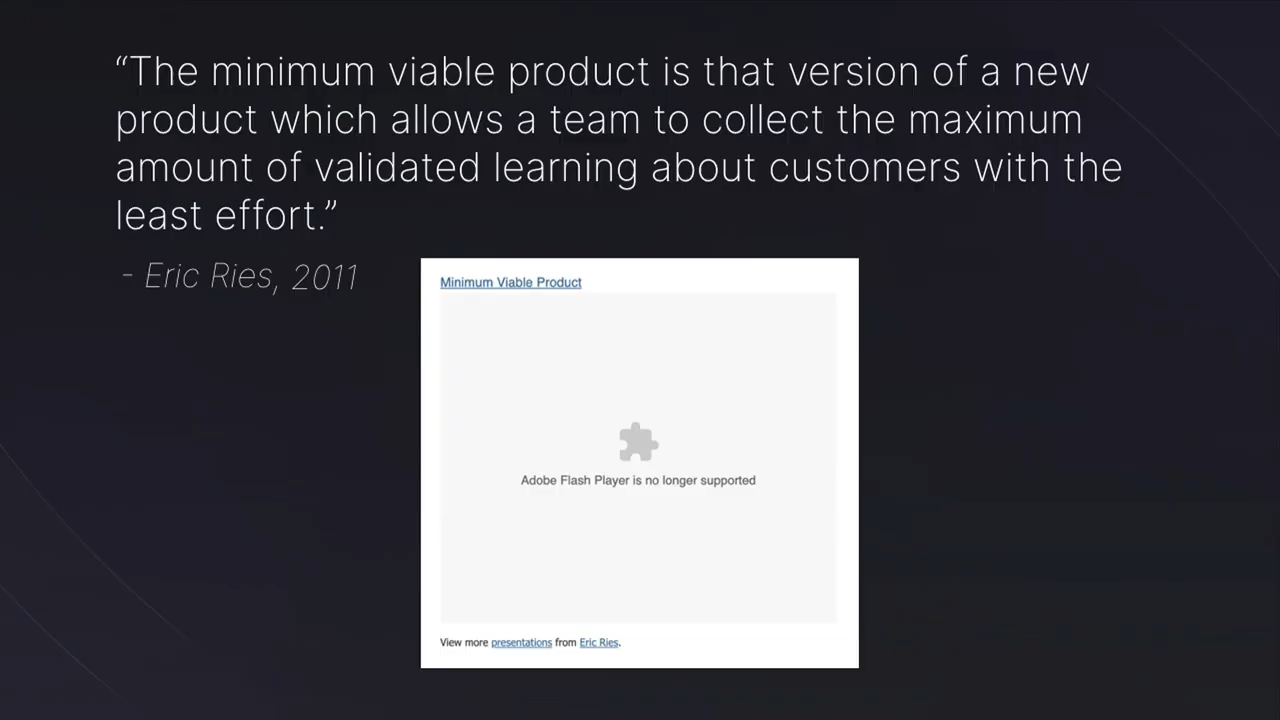 “The minimum viable product is that version of a new
product which allows a team to collect the maximum
amount of validated learning about customers with the
least effort.”
- Eric Ries, 2011
Minimum Viable Product
Adobe Flash Player is no longer supported
View more presentations from Eric Ries.